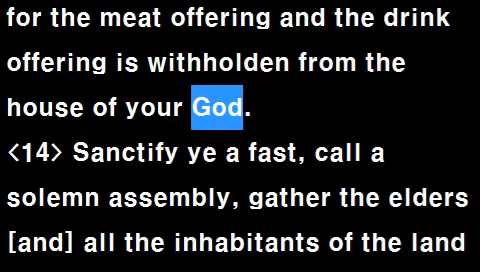 for the meat offering and the drink
offering is withholden from the
house of your God.
<14> Sanctify ye a fast, call a
solemn assembly, gather the elders
[and] all the inhabitants of the land